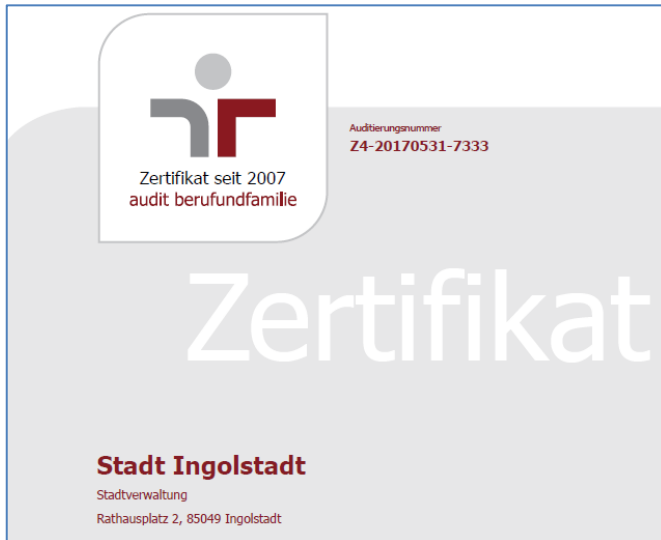 Zertifikat seit 2007
audit berufundfamilie
Auditierungsnummer
Z4-20170531-7333
Zertifikat
Stadt Ingolstadt
Stadtverwaltung
Rathausplatz 2, 85049 Ingolstadt